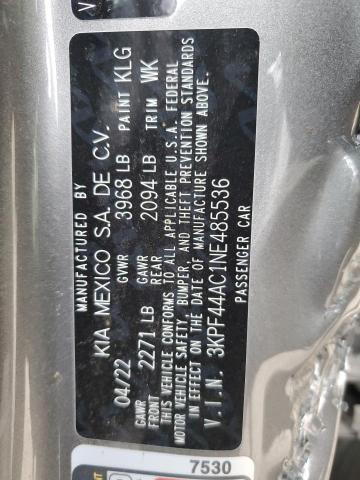 MANUFACTURED BY
KIA MEXICO S.A. DE C.V.
04/22 GVWR 3968 LB PAINT KLG
GAWR FRONT 2271 LB GAWR REAR 2094 LB TRIM WK
THIS VEHICLE CONFORMS TO ALL APPLICABLE U.S.A. FEDERAL
MOTOR VEHICLE SAFETY, BUMPER, AND THEFT PREVENTION STANDARDS
IN EFFECT ON THE DATE OF MANUFACTURE SHOWN ABOVE.
V.I.N. 3KPF44AC1NE485536
PASSENGER CAR
7530